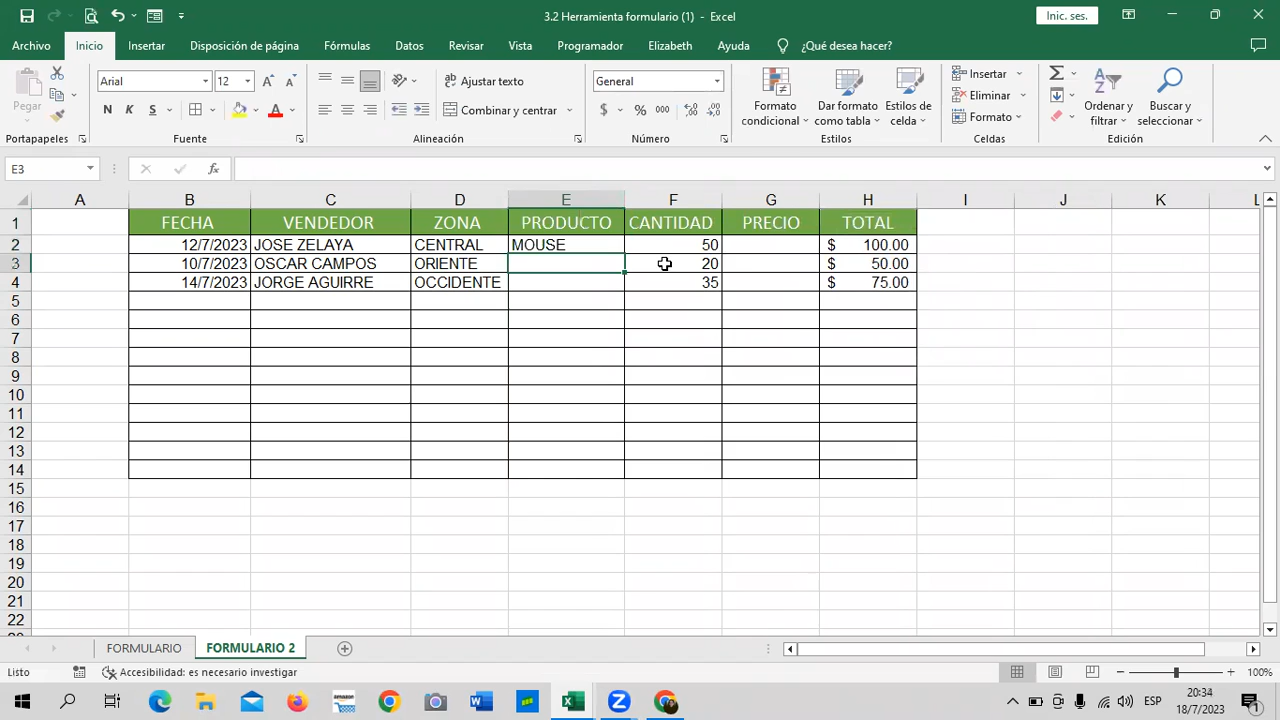 3.2 Herramienta formulario (1) - Excel
Inic. ses.
Archivo Inicio Insertar Disposición de página Fórmulas Datos Revisar Vista Programador Elizabeth Ayuda ¿Qué desea hacer?
Pegar
Arial 12
N K S
Ajustar texto
Combinar y centrar
General
$ % 000
Formato condicional
Dar formato como tabla
Estilos de celda
Insertar
Eliminar
Formato
Ordenar y filtrar
Buscar y seleccionar
Portapapeles Fuente Alineación Número Estilos Celdas Edición
E3 fx
A B C D E F G H I J K L
1 FECHA VENDEDOR ZONA PRODUCTO CANTIDAD PRECIO TOTAL
2 12/7/2023 JOSE ZELAYA CENTRAL MOUSE 50 $ 100.00
3 10/7/2023 OSCAR CAMPOS ORIENTE 20 $ 50.00
4 14/7/2023 JORGE AGUIRRE OCCIDENTE 35 $ 75.00
5
6
7
8
9
10
11
12
13
14
15
16
17
18
19
20
21
22
FORMULARIO FORMULARIO 2
Listo Accesibilidad: es necesario investigar 100%
ESP 20:34
18/7/2023